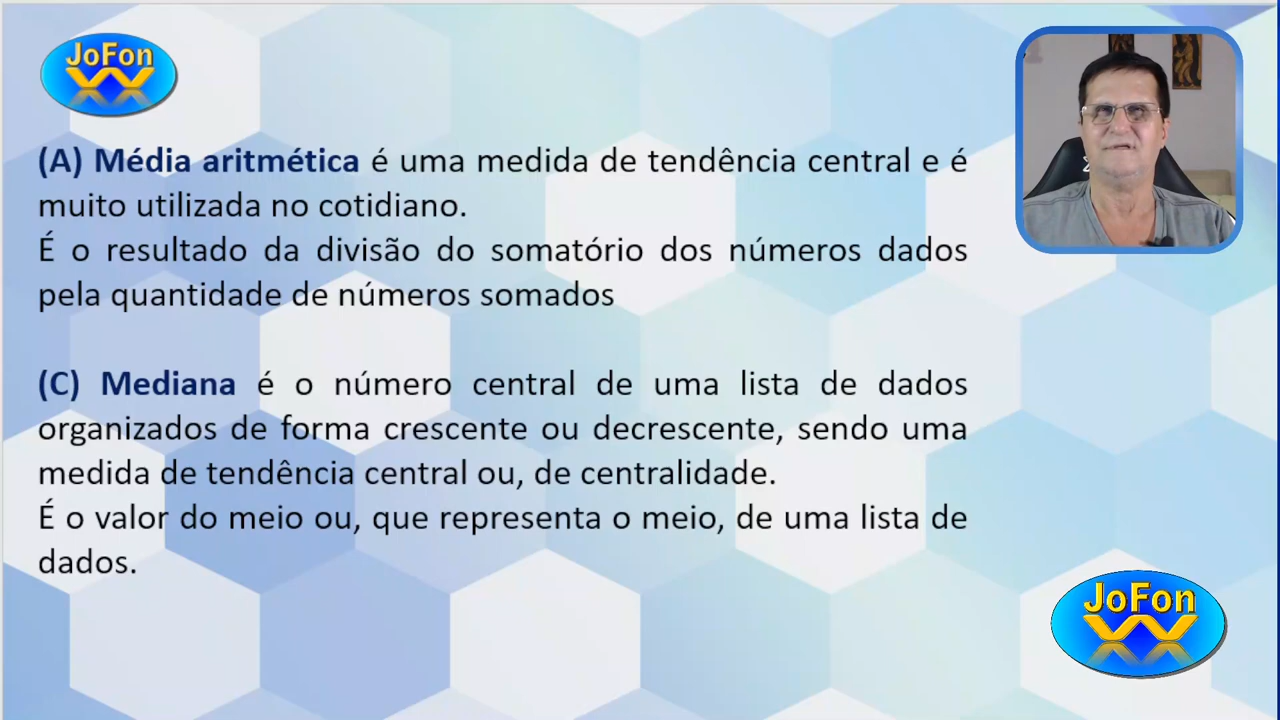 JoFon
(A) Média aritmética é uma medida de tendência central e é
muito utilizada no cotidiano.
É o resultado da divisão do somatório dos números dados
pela quantidade de números somados
(C) Mediana é o número central de uma lista de dados
organizados de forma crescente ou decrescente, sendo uma
medida de tendência central ou, de centralidade.
É o valor do meio ou, que representa o meio, de uma lista de
dados.
JoFon